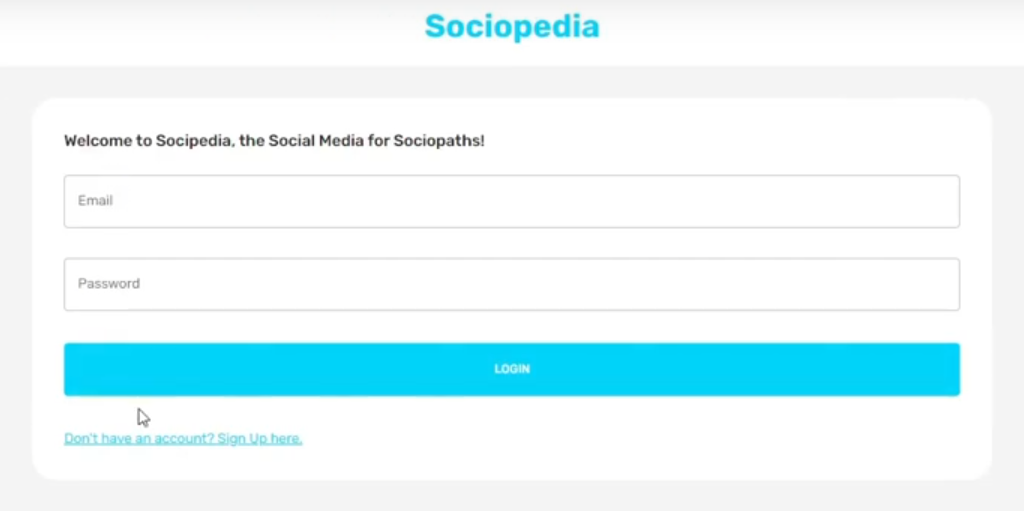 Sociopedia
Welcome to Socipedia, the Social Media for Sociopaths!
Email
Password
LOGIN
Don't have an account? Sign Up here.